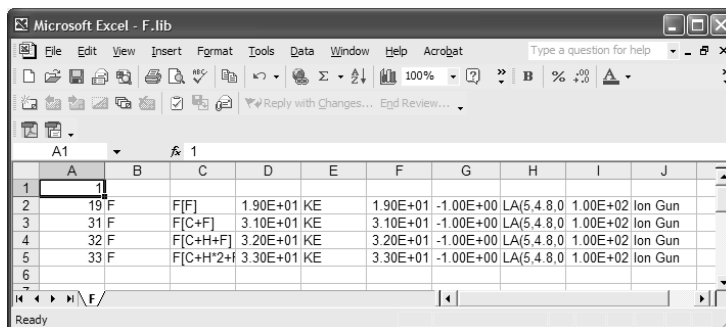 Microsoft Excel - F.lib
File Edit View Insert Format Tools Data Window Help Acrobat Type a question for help
100% B %
Reply with Changes... End Review...
A1 fx 1
A B C D E F G H I J
1 1
2 19 F F[F] 1.90E+01 KE 1.90E+01 -1.00E+00 LA(5,4.8,0 1.00E+02 Ion Gun
3 31 F F[C+F] 3.10E+01 KE 3.10E+01 -1.00E+00 LA(5,4.8,0 1.00E+02 Ion Gun
4 32 F F[C+H+F] 3.20E+01 KE 3.20E+01 -1.00E+00 LA(5,4.8,0 1.00E+02 Ion Gun
5 33 F F[C+H*2+F 3.30E+01 KE 3.30E+01 -1.00E+00 LA(5,4.8,0 1.00E+02 Ion Gun
6
F
Ready